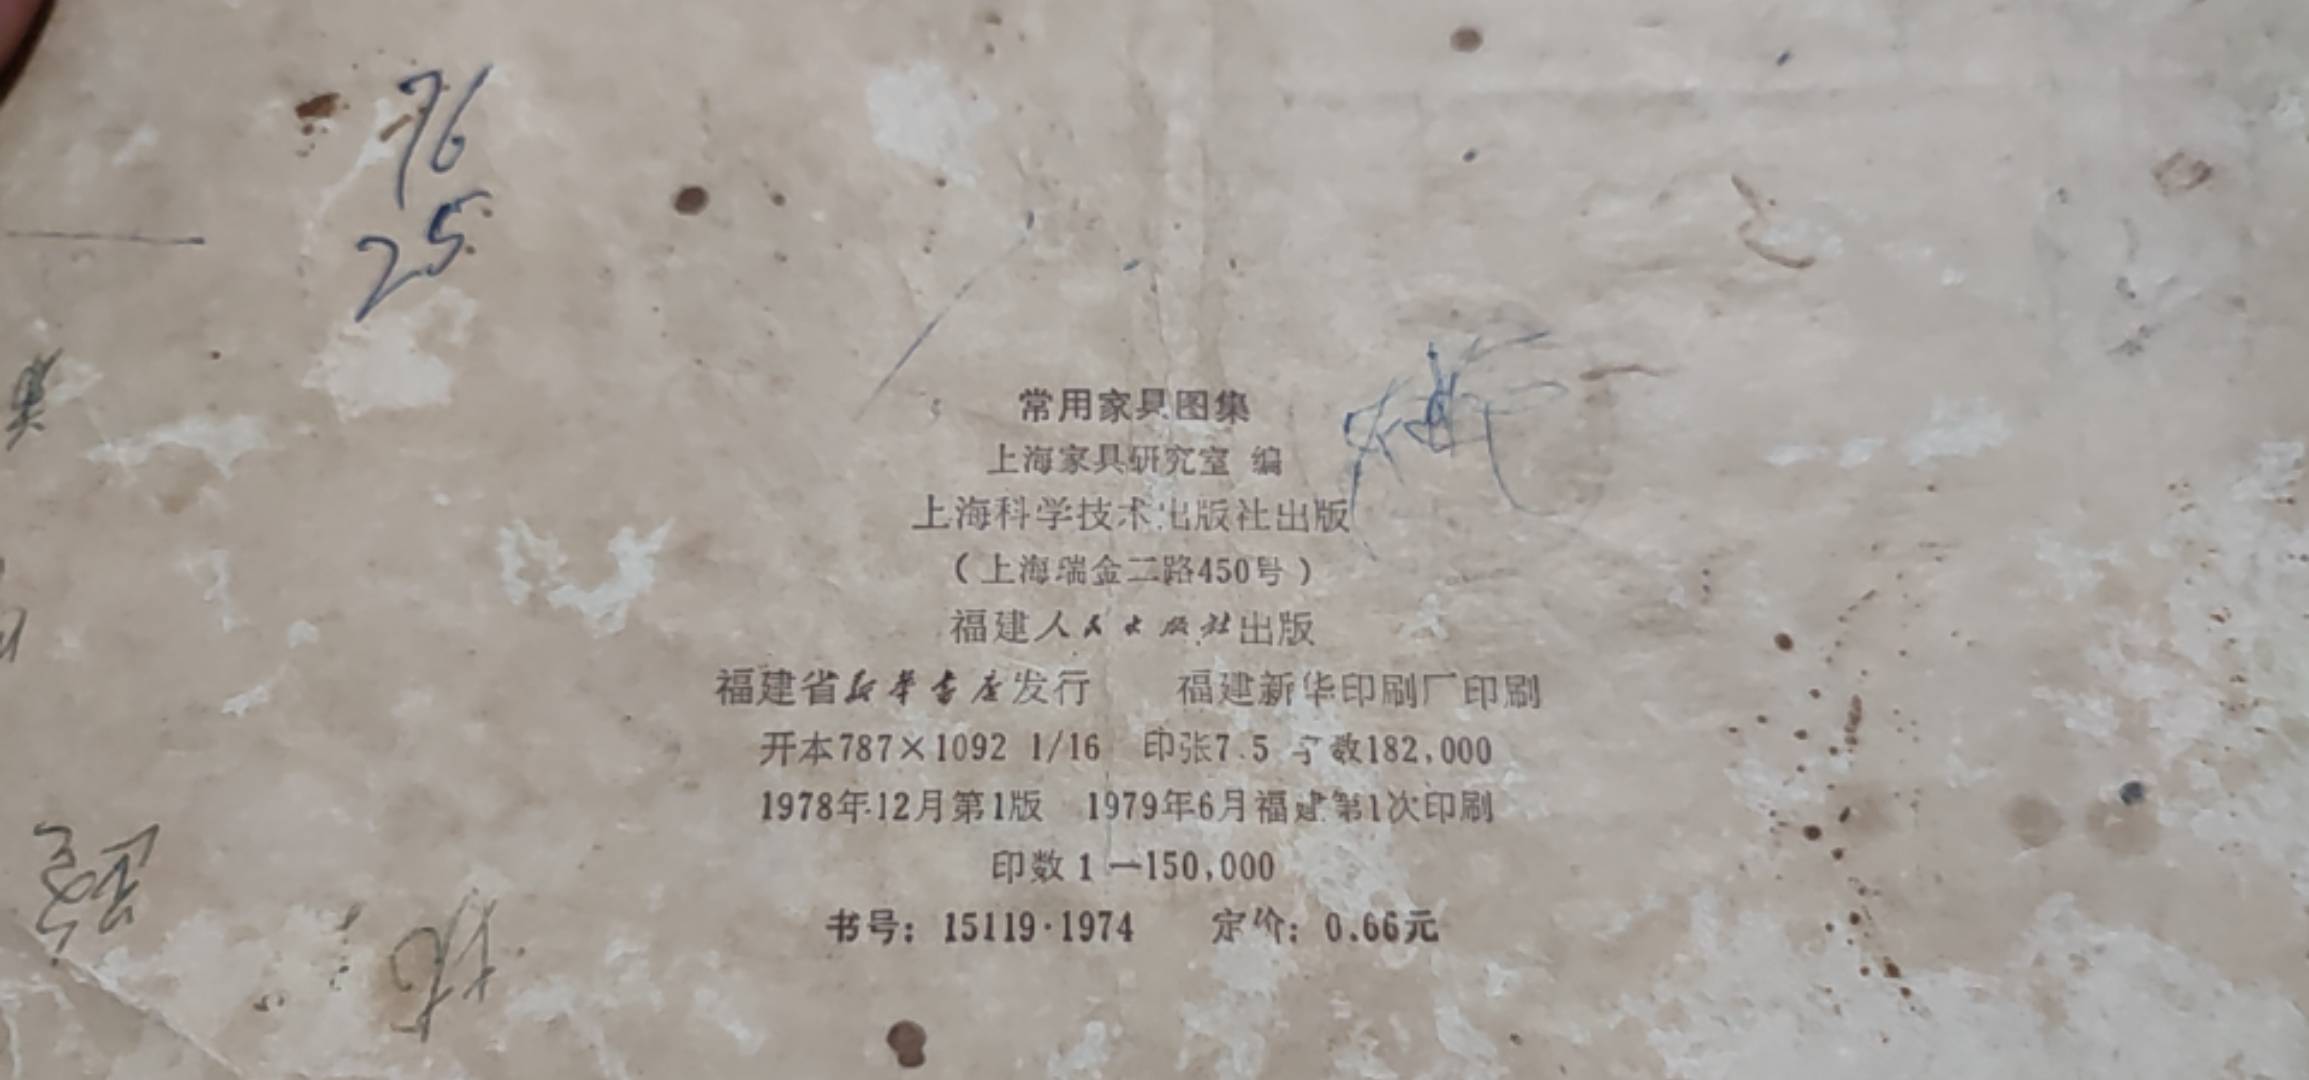 76
25
常用家具图集
上海家具研究室 编
上海科学技术出版社出版
(上海瑞金二路450号)
福建人民出版社出版
福建省新华书店发行 福建新华印刷厂印刷
开本787×1092 1/16 印张7.5 字数182,000
1978年12月第1版 1979年6月福建第1次印刷
印数1—150,000
书号：15119·1974 定价：0.66元